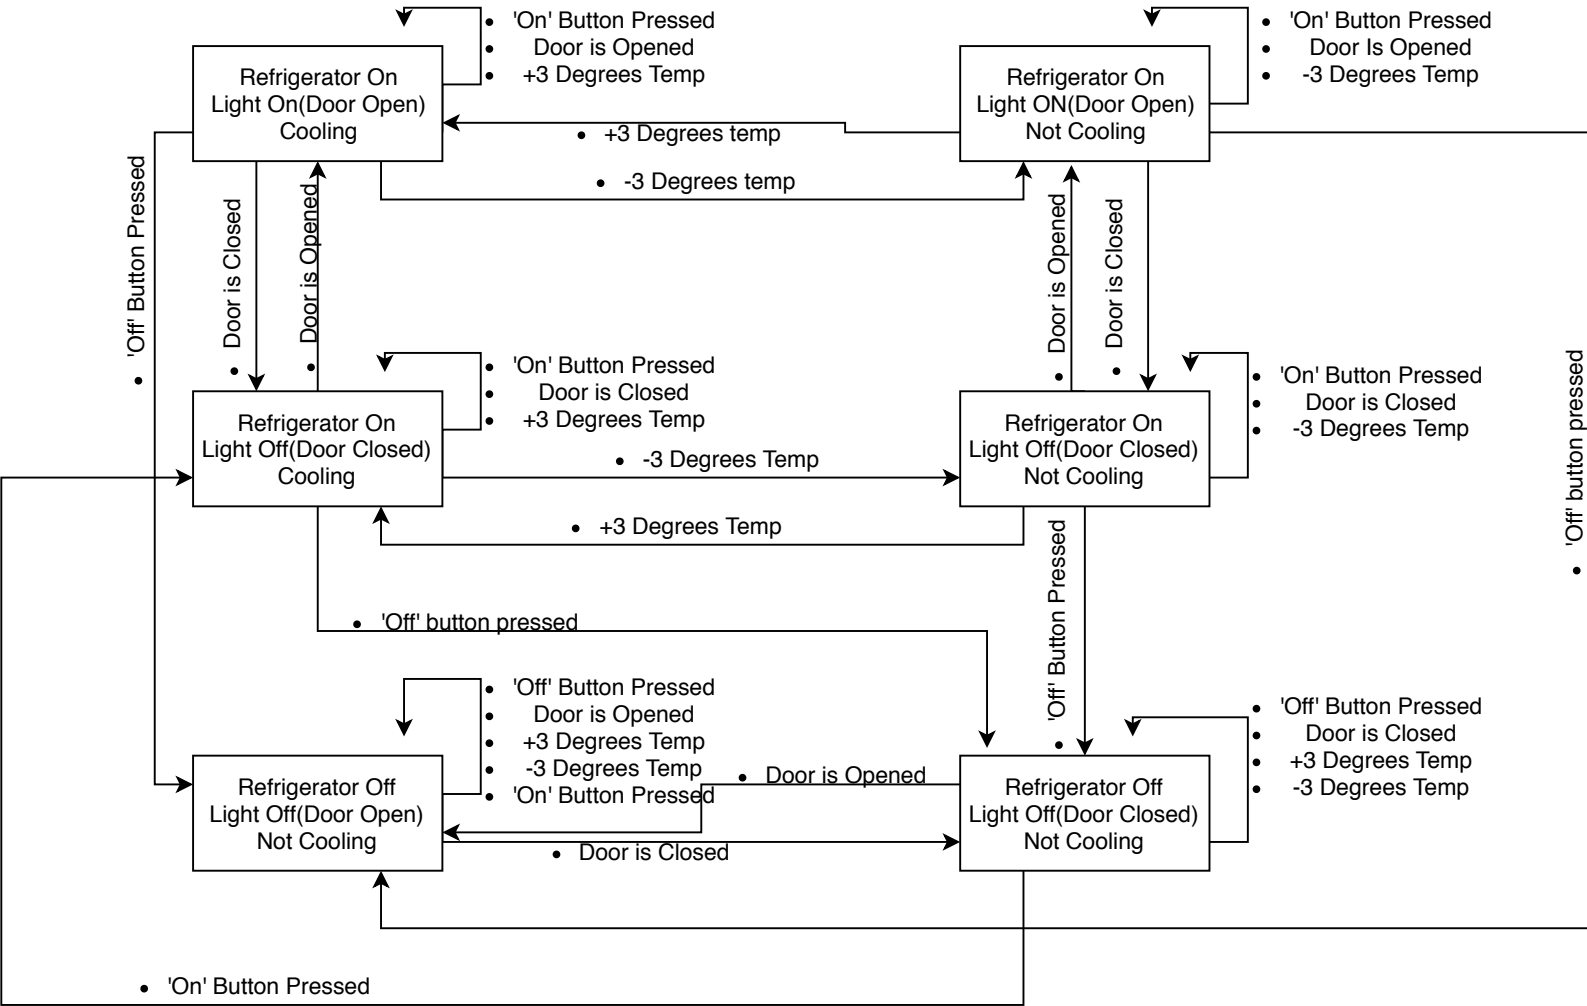 'On' Button Pressed
Door is Opened
+3 Degrees Temp
'On' Button Pressed
Door Is Opened
-3 Degrees Temp
Refrigerator On
Light On(Door Open)
Cooling
Refrigerator On
Light ON(Door Open)
Not Cooling
+3 Degrees temp
-3 Degrees temp
'Off' Button Pressed
Door is Closed
Door is Opened
Door is Opened
Door is Closed
'Off' button pressed
'On' Button Pressed
Door is Closed
+3 Degrees Temp
'On' Button Pressed
Door is Closed
-3 Degrees Temp
Refrigerator On
Light Off(Door Closed)
Cooling
Refrigerator On
Light Off(Door Closed)
Not Cooling
-3 Degrees Temp
+3 Degrees Temp
'Off' button pressed
'Off' Button Pressed
'Off' Button Pressed
Door is Opened
+3 Degrees Temp
-3 Degrees Temp
'On' Button Pressed
'Off' Button Pressed
Door is Closed
+3 Degrees Temp
-3 Degrees Temp
Refrigerator Off
Light Off(Door Open)
Not Cooling
Door is Opened
Refrigerator Off
Light Off(Door Closed)
Not Cooling
Door is Closed
'On' Button Pressed